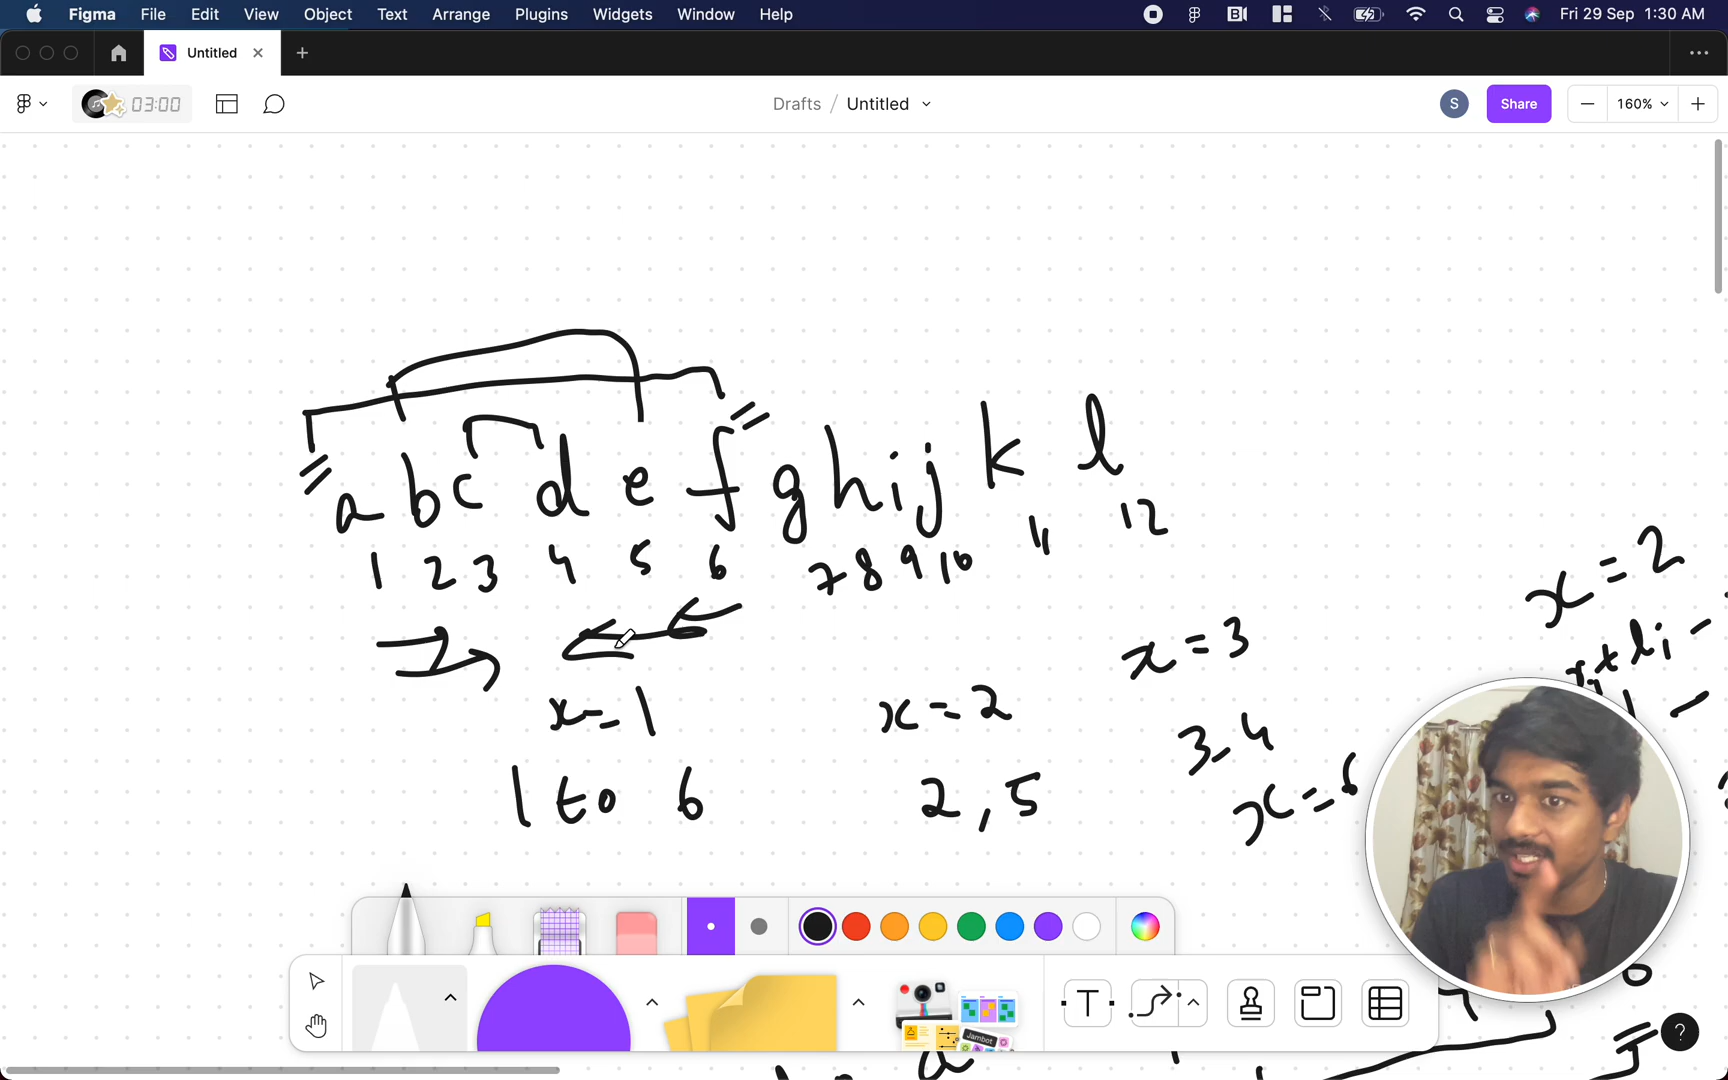 Figma File Edit View Object Text Arrange Plugins Widgets Window Help Fri 29 Sep 1:30 AM
Untitled
03:00 Drafts / Untitled S Share 160%
a b c d e f g h i j k l
1 2 3 4 5 6 7 8 9 10 11 12
x = 2
x = 3
x = 1 x = 2
3, 4
1 to 6 2, 5
x = 6
T
Jambot
?